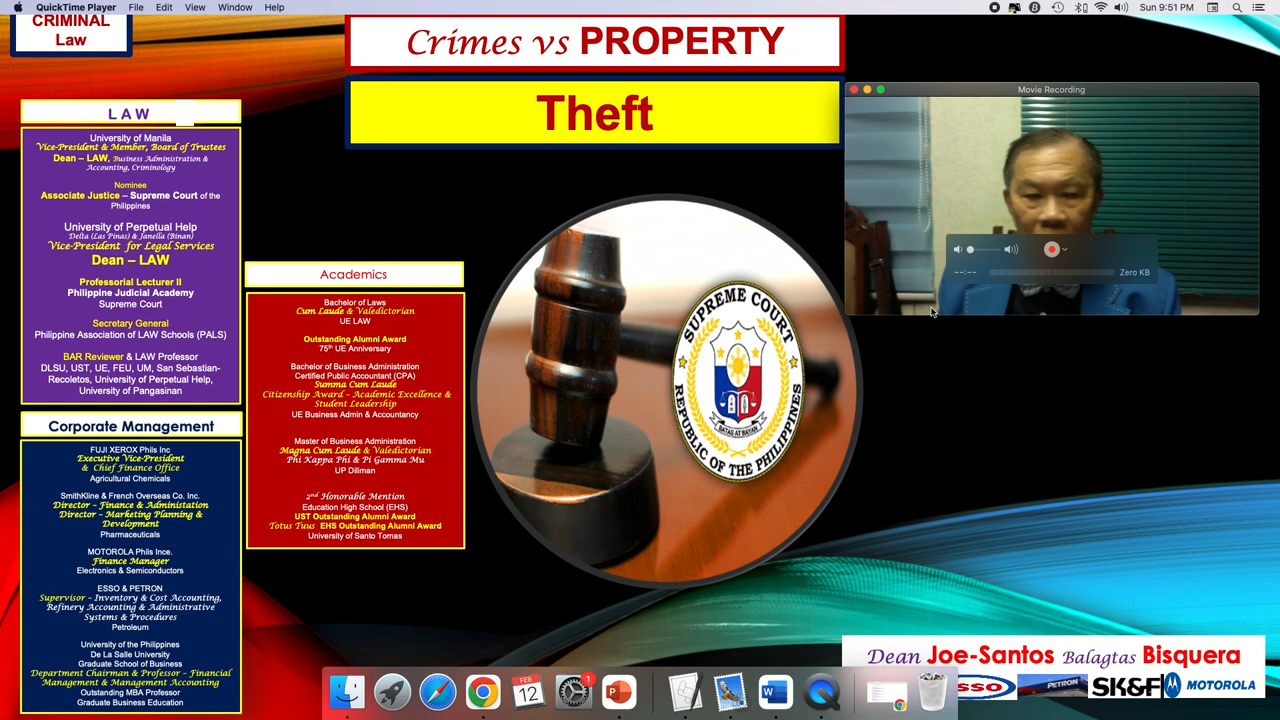 QuickTime Player File Edit View Window Help Sun 9:51 PM
CRIMINAL
Law
Crimes vs PROPERTY
Theft
Movie Recording
--:-- Zero KB
LAW
University of Manila
Vice-President & Member, Board of Trustees
Dean – LAW, Business Administration &
Accounting, Criminology
Nominee
Associate Justice – Supreme Court of the
Philippines
University of Perpetual Help
Delta (Las Pinas) & Jonelta (Binan)
Vice-President for Legal Services
Dean – LAW
Professorial Lecturer II
Philippine Judicial Academy
Supreme Court
Secretary General
Philippine Association of LAW Schools (PALS)
BAR Reviewer & LAW Professor
DLSU, UST, UE, FEU, UM, San Sebastian-
Recoletos, University of Perpetual Help,
University of Pangasinan
Corporate Management
FUJI XEROX Phils Inc
Executive Vice-President
& Chief Finance Office
Agricultural Chemicals
SmithKline & French Overseas Co. Inc.
Director – Finance & Administation
Director – Marketing Planning &
Development
Pharmaceuticals
MOTOROLA Phils Ince.
Finance Manager
Electronics & Semiconductors
ESSO & PETRON
Supervisor – Inventory & Cost Accounting,
Refinery Accounting & Administrative
Systems & Procedures
Petroleum
University of the Philippines
De La Salle University
Graduate School of Business
Department Chairman & Professor – Financial
Management & Management Accounting
Outstanding MBA Professor
Graduate Business Education
Academics
Bachelor of Laws
Cum Laude & Valedictorian
UE LAW
Outstanding Alumni Award
75th UE Anniversary
Bachelor of Business Administration
Certified Public Accountant (CPA)
Summa Cum Laude
Citizenship Award – Academic Excellence &
Student Leadership
UE Business Admin & Accountancy
Master of Business Administration
Magna Cum Laude & Valedictorian
Phi Kappa Phi & Pi Gamma Mu
UP Diliman
2nd Honorable Mention
Education High School (EHS)
UST Outstanding Alumni Award
Totus Tuus EHS Outstanding Alumni Award
University of Santo Tomas
SUPREME COURT
BATAS AT BAYAN
REPUBLIC OF THE PHILIPPINES
Dean Joe-Santos Balagtas Bisquera
PETRON SK&F MOTOROLA
FEB
12
1